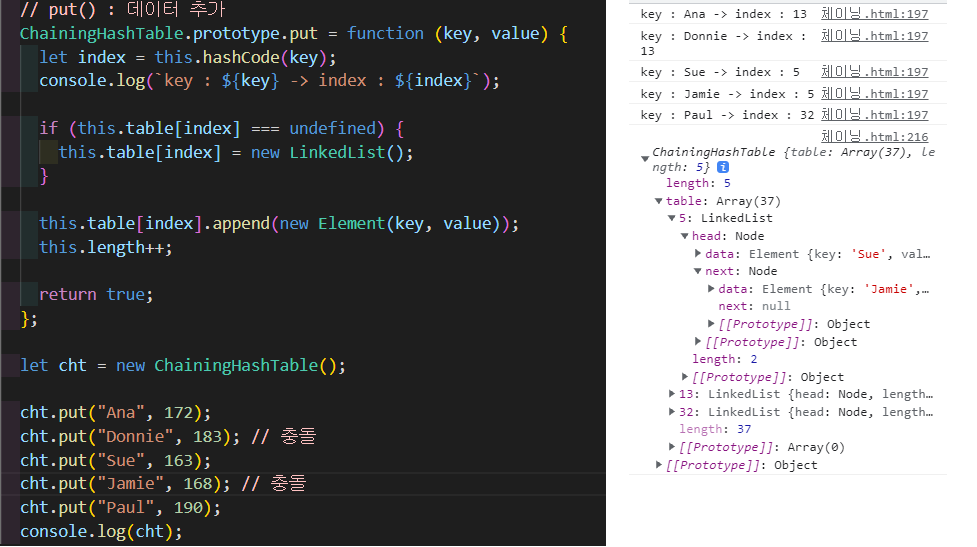 // put() : 데이터 추가
ChainingHashTable.prototype.put = function (key, value) {
  let index = this.hashCode(key);
  console.log(`key : ${key} -> index : ${index}`);

  if (this.table[index] === undefined) {
    this.table[index] = new LinkedList();
  }

  this.table[index].append(new Element(key, value));
  this.length++;

  return true;
};

let cht = new ChainingHashTable();

cht.put("Ana", 172);
cht.put("Donnie", 183); // 충돌
cht.put("Sue", 163);
cht.put("Jamie", 168); // 충돌
cht.put("Paul", 190);
console.log(cht);
key : Ana -> index : 13 체이닝.html:197
key : Donnie -> index : 체이닝.html:197
13
key : Sue -> index : 5 체이닝.html:197
key : Jamie -> index : 5 체이닝.html:197
key : Paul -> index : 32 체이닝.html:197
체이닝.html:216
ChainingHashTable {table: Array(37), le
ngth: 5} i
length: 5
▼table: Array(37)
▼5: LinkedList
▼head: Node
▶data: Element {key: 'Sue', val…
▼next: Node
▶data: Element {key: 'Jamie',…
next: null
▶[[Prototype]]: Object
▶[[Prototype]]: Object
length: 2
▶[[Prototype]]: Object
▶13: LinkedList {head: Node, length…
▶32: LinkedList {head: Node, length…
length: 37
▶[[Prototype]]: Array(0)
▶[[Prototype]]: Object